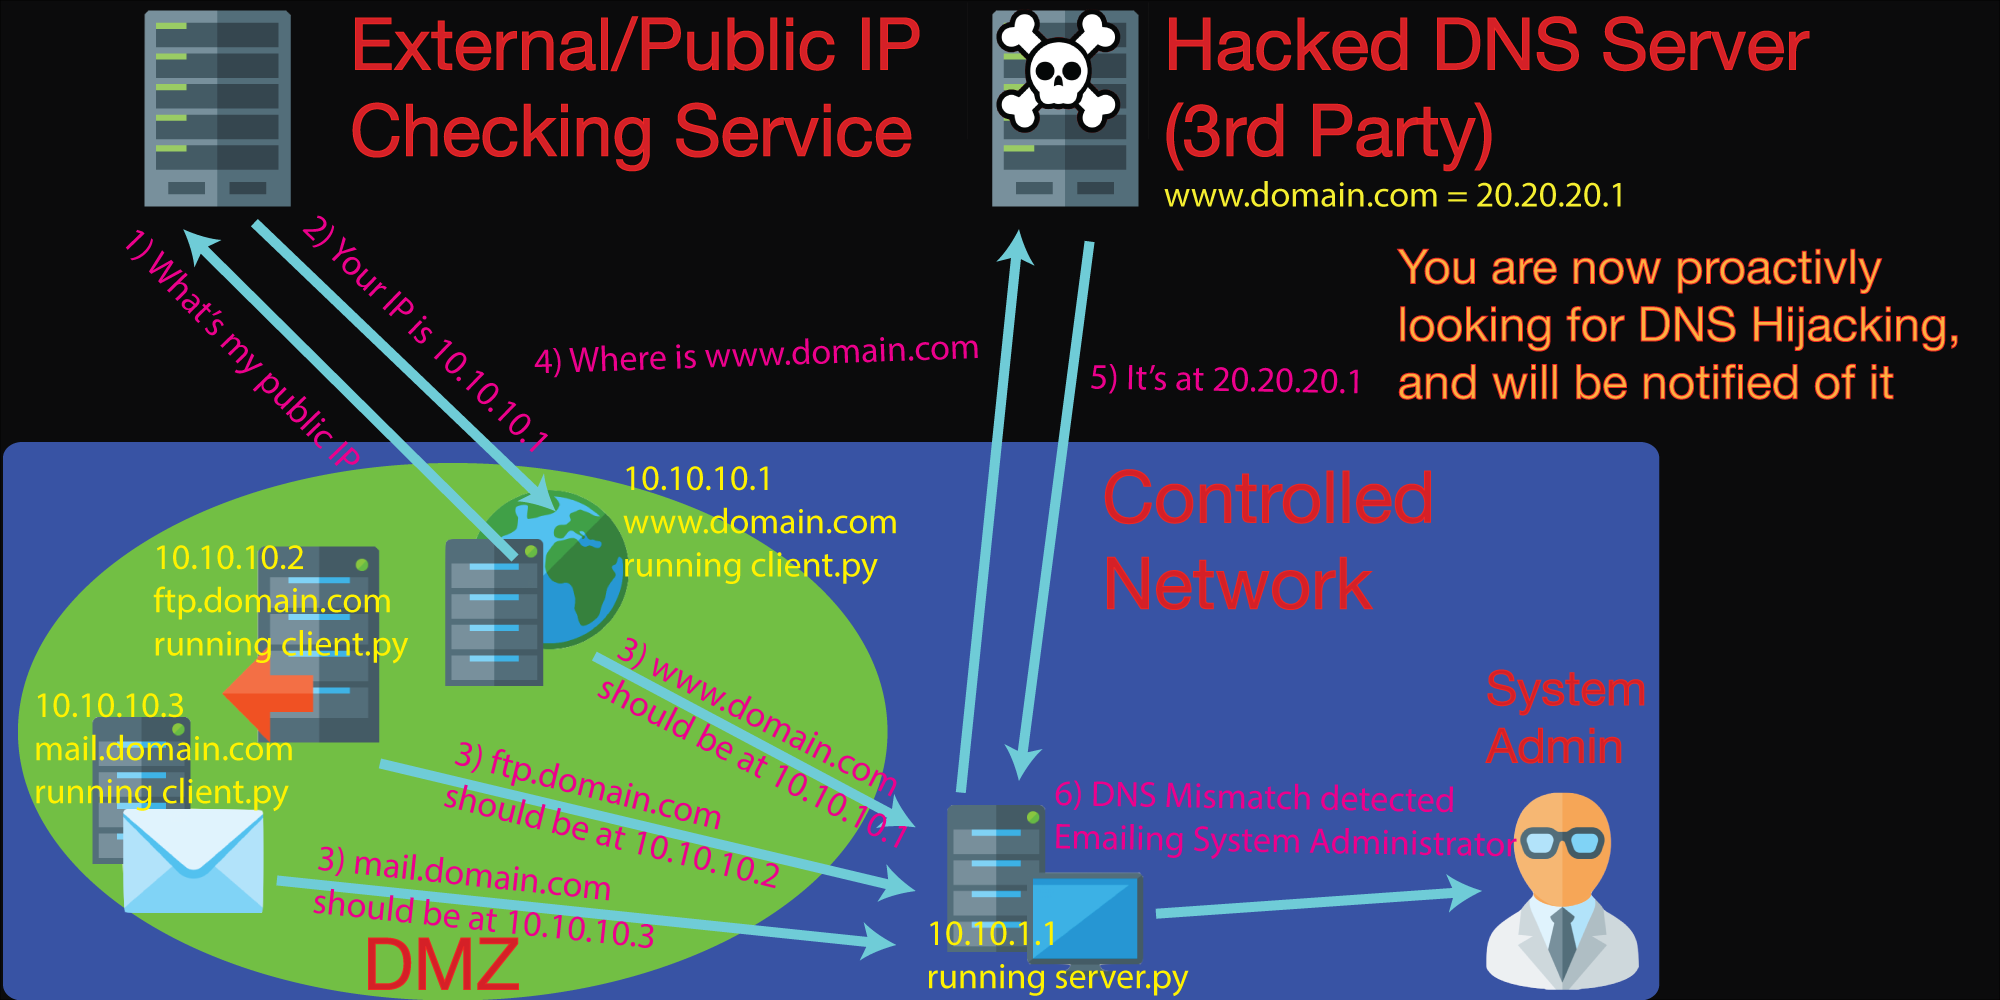 External/Public IP
Checking Service
Hacked DNS Server
(3rd Party)
www.domain.com = 20.20.20.1
You are now proactivly
looking for DNS Hijacking,
and will be notified of it
1) What's my public IP
2) Your IP is 10.10.10.1
4) Where is www.domain.com
5) It's at 20.20.20.1
Controlled
Network
10.10.10.1
www.domain.com
running client.py
10.10.10.2
ftp.domain.com
running client.py
10.10.10.3
mail.domain.com
running client.py
3) www.domain.com
should be at 10.10.10.1
3) ftp.domain.com
should be at 10.10.10.2
3) mail.domain.com
should be at 10.10.10.3
DMZ
System
Admin
6) DNS Mismatch detected
Emailing System Administrator
10.10.1.1
running server.py